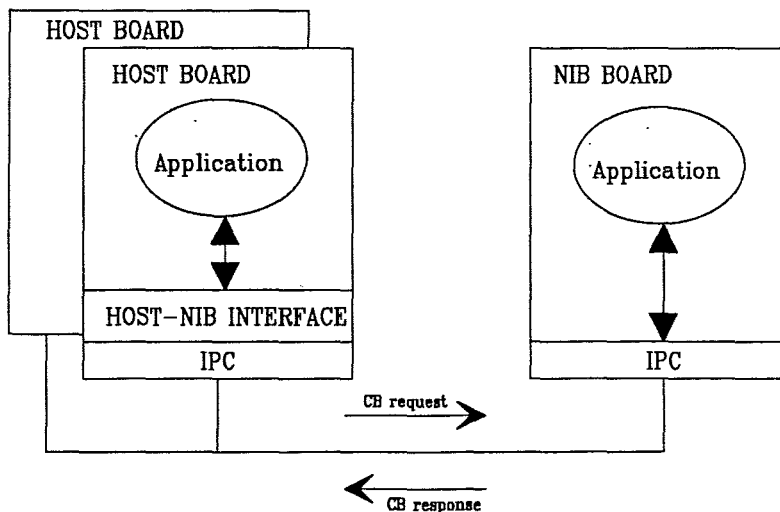 HOST BOARD
HOST BOARD
Application
HOST-NIB INTERFACE
IPC
NIB BOARD
Application
IPC
CB request
CB response